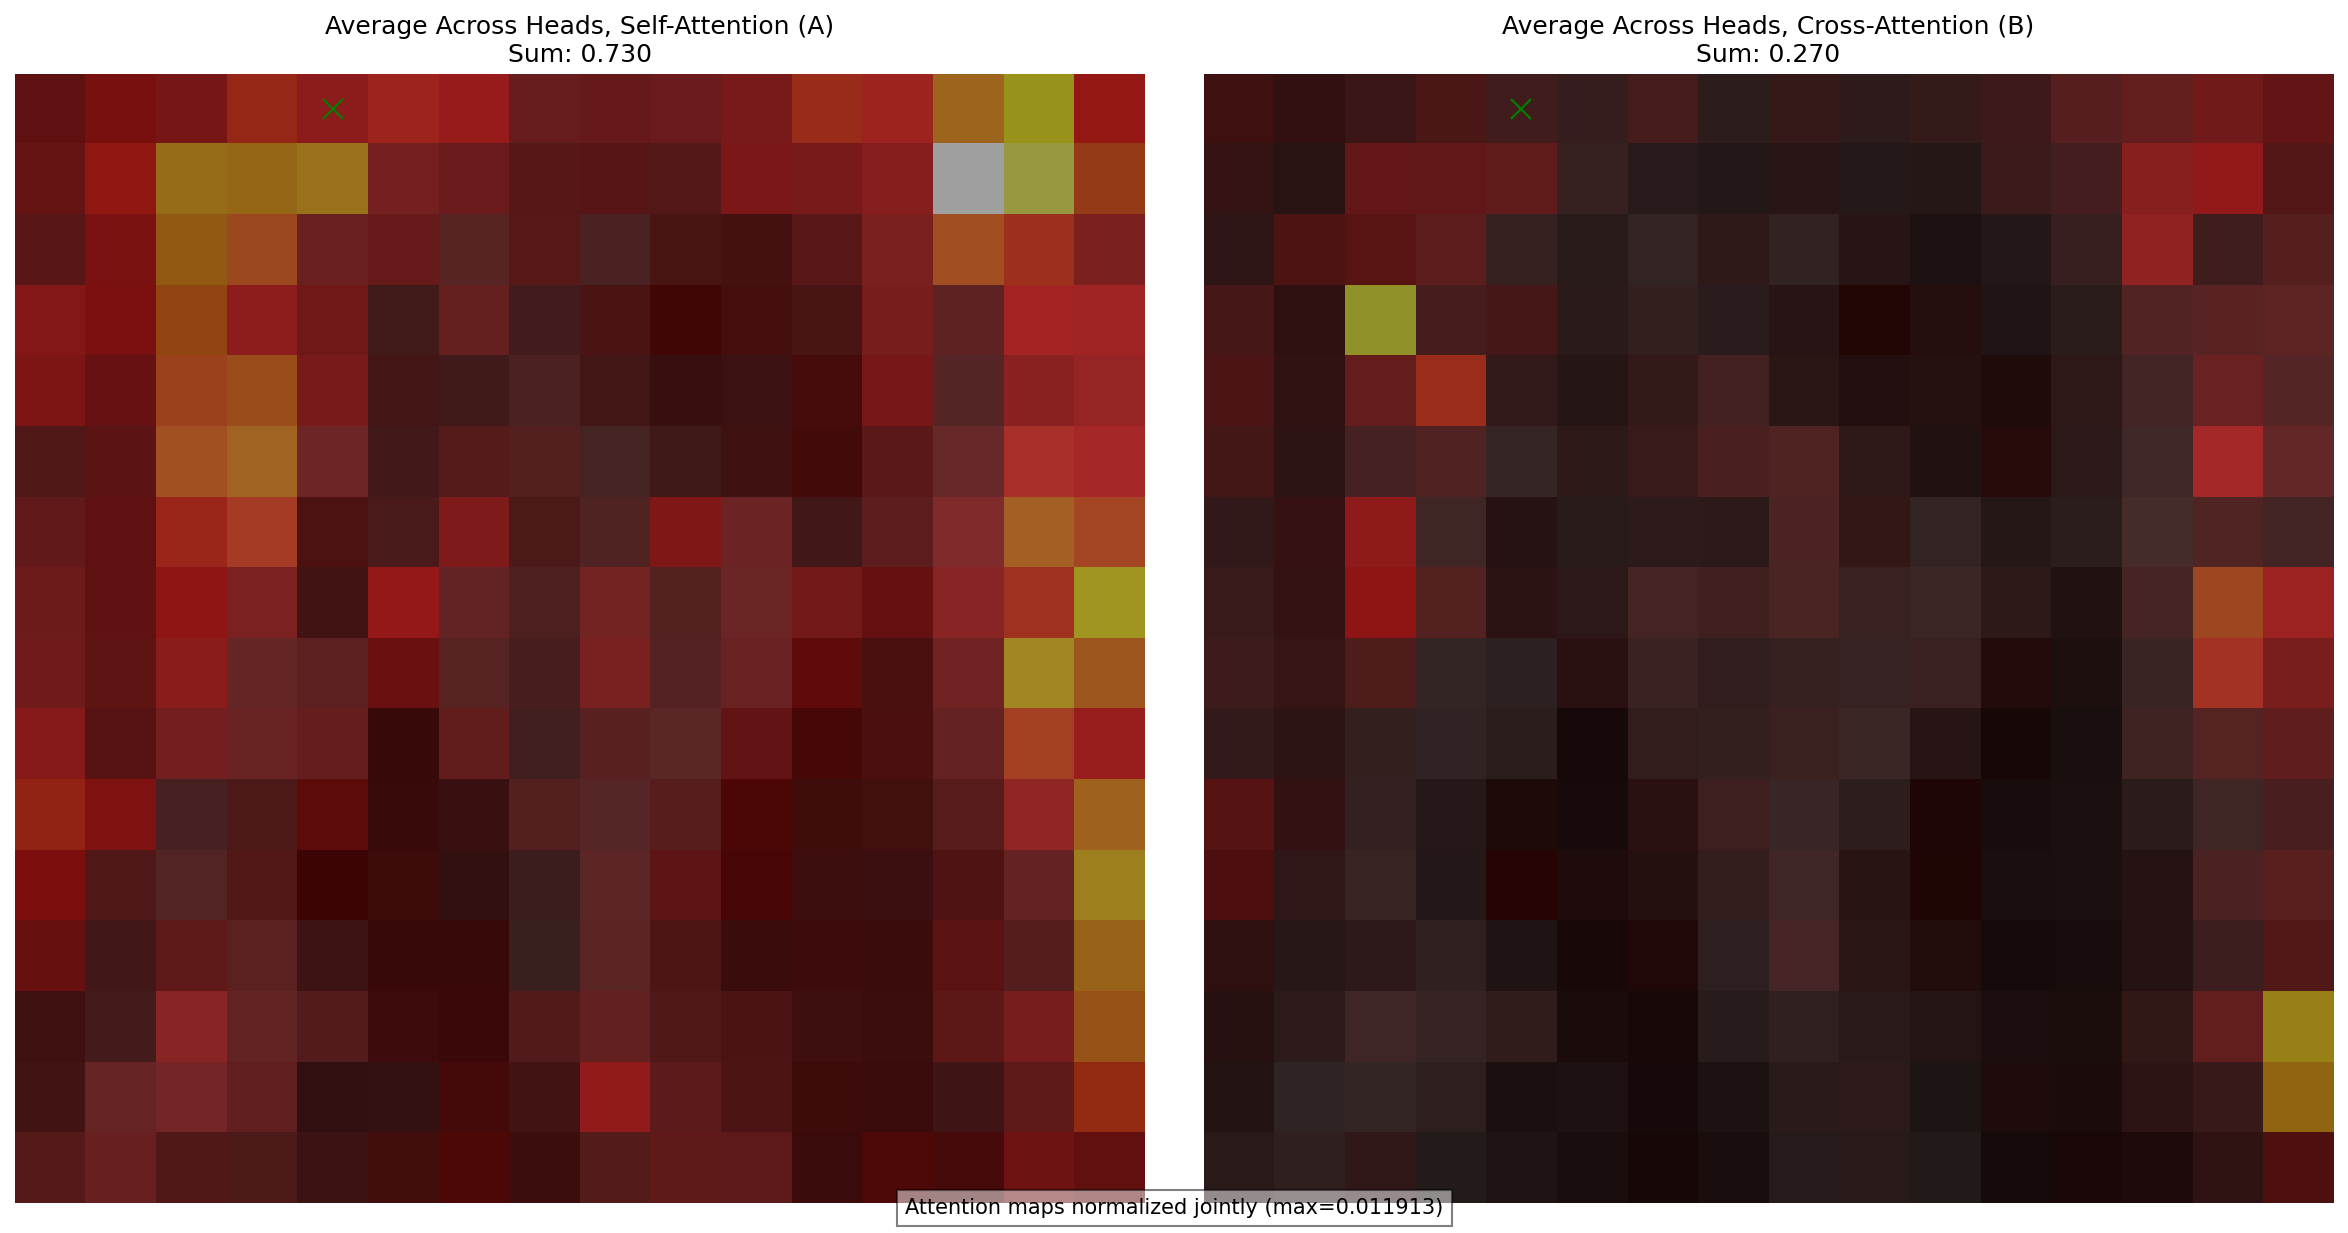 Average Across Heads, Self-Attention (A)
Sum: 0.730
Average Across Heads, Cross-Attention (B)
Sum: 0.270
Attention maps normalized jointly (max=0.011913)